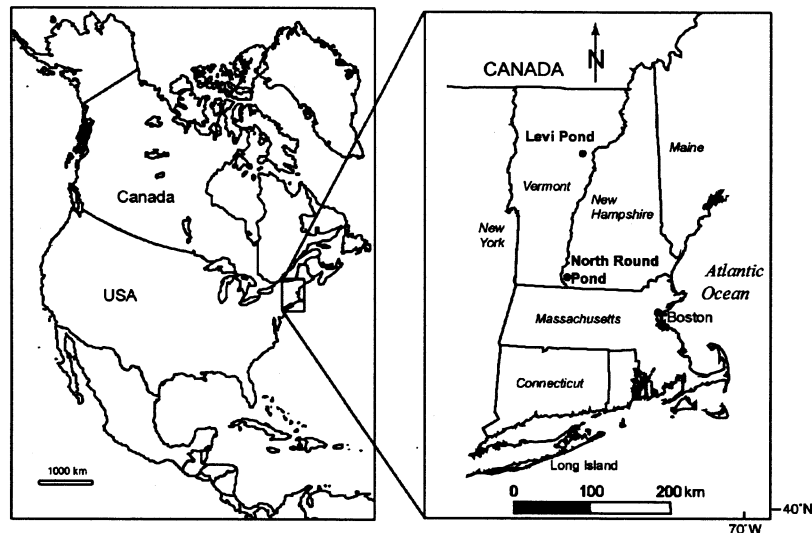 Canada
USA
1000 km
N
CANADA
Levi Pond
Maine
Vermont
New
Hampshire
New
York
North Round
Pond
Atlantic
Ocean
Massachusetts
Boston
Connecticut
Long Island
0 100 200 km
40°N
70°W